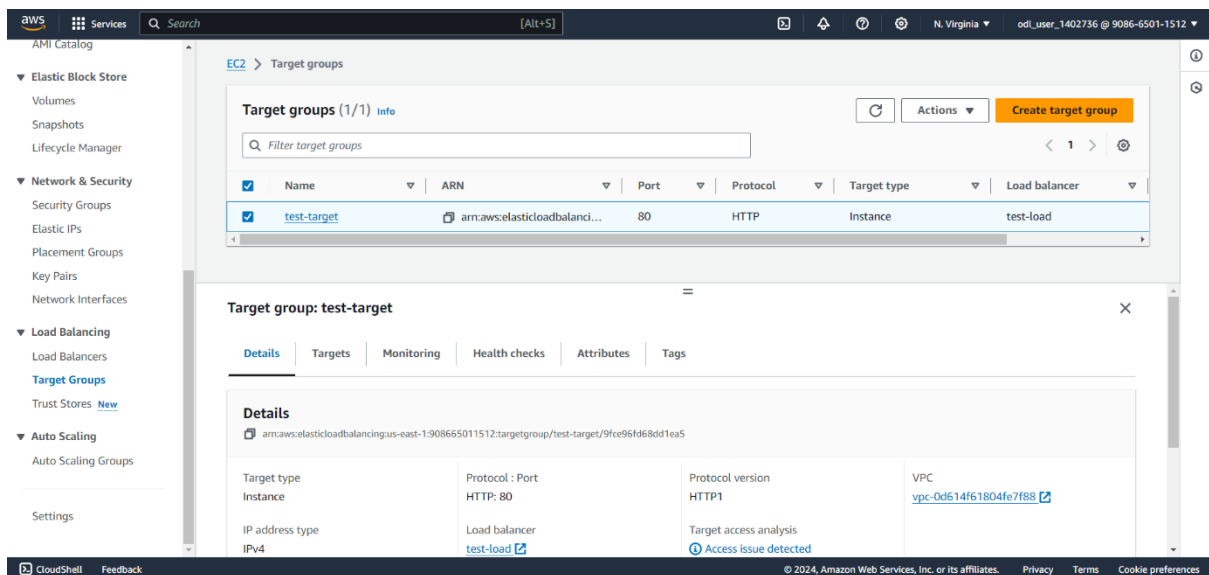 aws
Services
Search
[Alt+S]
N. Virginia
odl_user_1402736 @ 9086-6501-1512
AMI Catalog
Elastic Block Store
Volumes
Snapshots
Lifecycle Manager
Network & Security
Security Groups
Elastic IPs
Placement Groups
Key Pairs
Network Interfaces
Load Balancing
Load Balancers
Target Groups
Trust Stores New
Auto Scaling
Auto Scaling Groups
Settings
EC2 > Target groups
Target groups (1/1) Info
Actions
Create target group
Filter target groups
1
Name ARN Port Protocol Target type Load balancer
test-target arn:aws:elasticloadbalanci... 80 HTTP Instance test-load
Target group: test-target
Details Targets Monitoring Health checks Attributes Tags
Details
arn:aws:elasticloadbalancing:us-east-1:908665011512:targetgroup/test-target/9fce96fd68dd1ea5
Target type
Instance
Protocol : Port
HTTP: 80
Protocol version
HTTP1
VPC
vpc-0d614f61804fe7f88
IP address type
IPv4
Load balancer
test-load
Target access analysis
Access issue detected
CloudShell Feedback
© 2024, Amazon Web Services, Inc. or its affiliates. Privacy Terms Cookie preferences